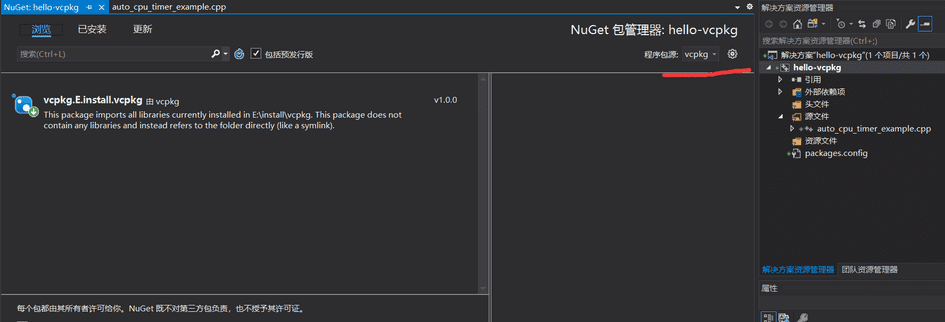 NuGet: hello-vcpkg
auto_cpu_timer_example.cpp
浏览
已安装
更新
NuGet 包管理器: hello-vcpkg
搜索(Ctrl+L)
包括预发行版
程序包源: vcpkg
vcpkg.E.install.vcpkg 由 vcpkg
v1.0.0
This package imports all libraries currently installed in E:\install\vcpkg. This package does
not contain any libraries and instead refers to the folder directly (like a symlink).
每个包都由其所有者许可给你。NuGet 既不对第三方包负责，也不授予其许可证。
解决方案资源管理器
搜索解决方案资源管理器(Ctrl+;)
解决方案"hello-vcpkg"(1 个项目/共 1 个)
hello-vcpkg
引用
外部依赖项
头文件
源文件
auto_cpu_timer_example.cpp
资源文件
packages.config
解决方案资源管理器
团队资源管理器
属性